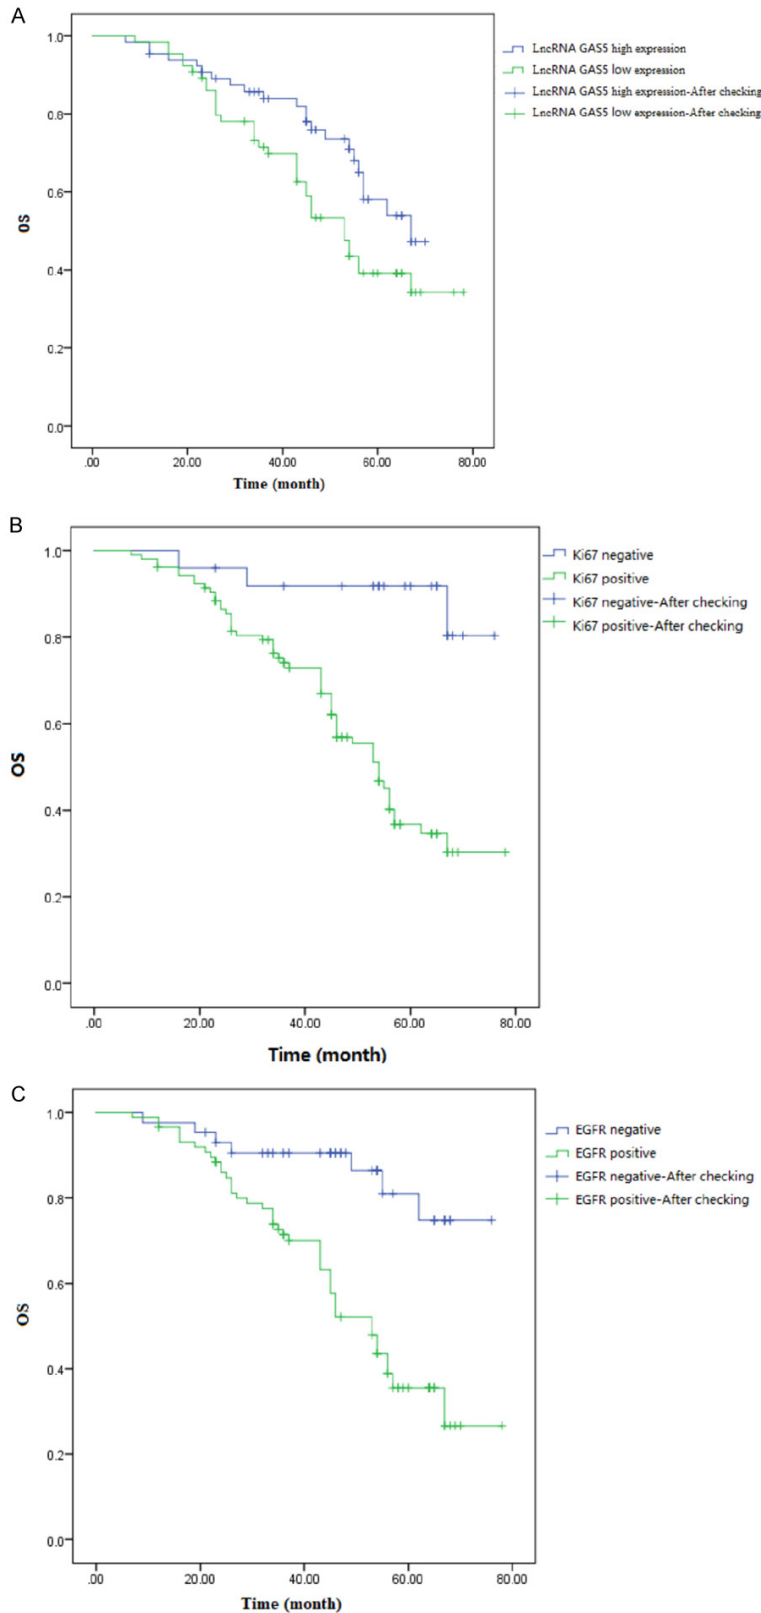 A
1.0
0.8
0.6
0.4
0.2
0.0
OS
.00 20.00 40.00 60.00 80.00
Time (month)
LncRNA GAS5 high expression
LncRNA GAS5 low expression
LncRNA GAS5 high expression-After checking
LncRNA GAS5 low expression-After checking
B
1.0
0.8
0.6
0.4
0.2
0.0
OS
.00 20.00 40.00 60.00 80.00
Time (month)
Ki67 negative
Ki67 positive
Ki67 negative-After checking
Ki67 positive-After checking
C
1.0
0.8
0.6
0.4
0.2
0.0
OS
.00 20.00 40.00 60.00 80.00
Time (month)
EGFR negative
EGFR positive
EGFR negative-After checking
EGFR positive-After checking